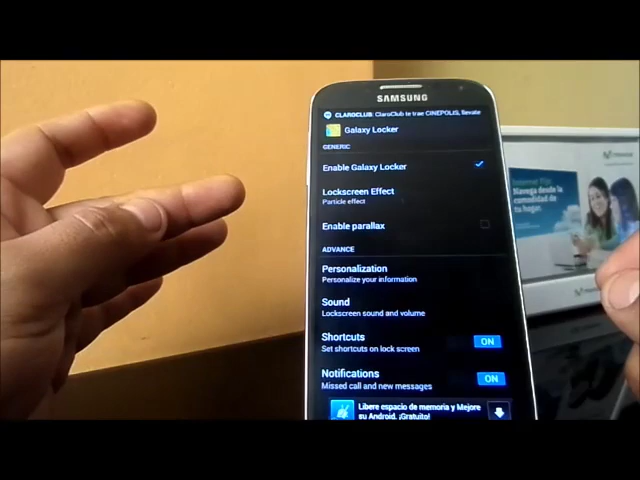 SAMSUNG
CLAROCLUB: ClaroClub te trae CINEPOLIS, llevate
Galaxy Locker
GENERIC
Enable Galaxy Locker
Lockscreen Effect
Particle effect
Enable parallax
ADVANCE
Personalization
Personalize your information
Sound
Lockscreen sound and volume
Shortcuts
Set shortcuts on lock screen
ON
Notifications
Missed call and new messages
ON
Libere espacio de memoria y Mejore
su Android. ¡Gratuito!
movistar
Navega desde la
comodidad de
tu hogar.